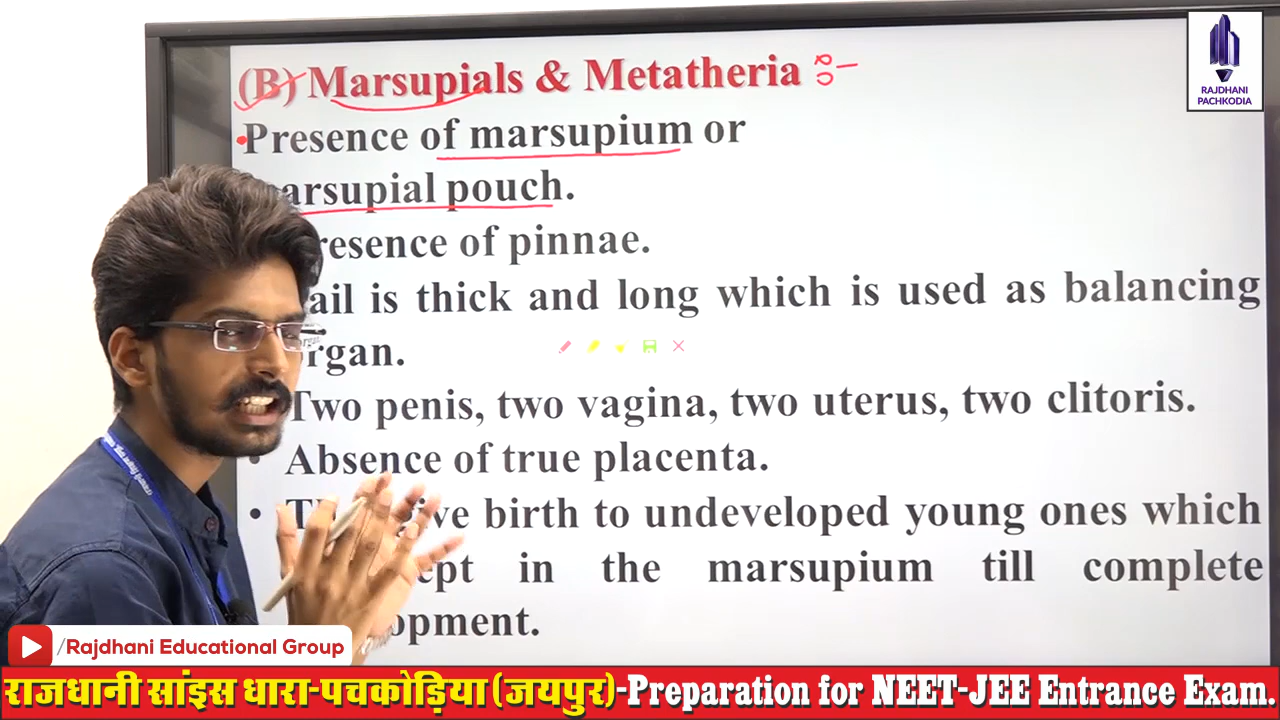 (B) Marsupials & Metatheria :-
RAJDHANI
PACHKODIA
Presence of marsupium or
arsupial pouch.
resence of pinnae.
ail is thick and long which is used as balancing
organ.
Two penis, two vagina, two uterus, two clitoris.
• Absence of true placenta.
• birth to undeveloped young ones which
in the marsupium till complete
opment.
/Rajdhani Educational Group
राजधानी सांइस धारा-पचकोड़िया (जयपुर)-Preparation for NEET-JEE Entrance Exam.